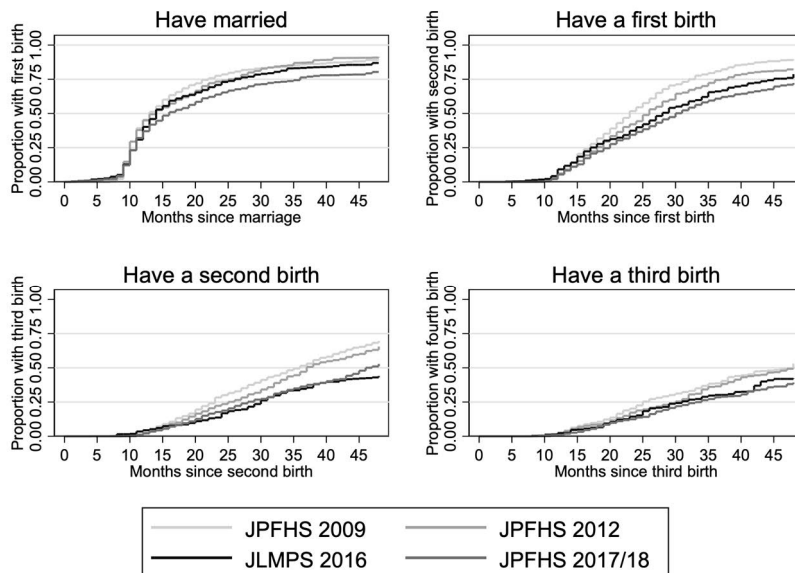 Have married
Proportion with first birth
0.00 0.25 0.50 0.75 1.00
0 5 10 15 20 25 30 35 40 45
Months since marriage
Have a first birth
Proportion with second birth
0.00 0.25 0.50 0.75 1.00
0 5 10 15 20 25 30 35 40 45
Months since first birth
Have a second birth
Proportion with third birth
0.00 0.25 0.50 0.75 1.00
0 5 10 15 20 25 30 35 40 45
Months since second birth
Have a third birth
Proportion with fourth birth
0.00 0.25 0.50 0.75 1.00
0 5 10 15 20 25 30 35 40 45
Months since third birth
JPFHS 2009
JPFHS 2012
JLMPS 2016
JPFHS 2017/18